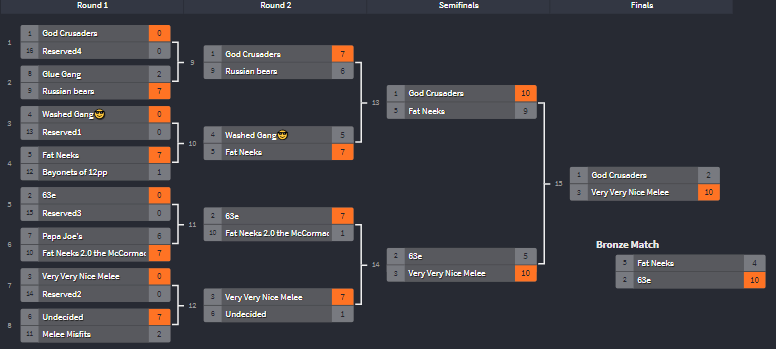 Round 1 Round 2 Semifinals Finals
1
1 God Crusaders 0
16 Reserved4 0
2
8 Glue Gang 2
9 Russian bears 7
3
4 Washed Gang😎 0
13 Reserved1 0
4
5 Fat Neeks 7
12 Bayonets of 12pp 1
5
2 63e 0
15 Reserved3 0
6
7 Papa Joe's 6
10 Fat Neeks 2.0 the McCormac 7
7
3 Very Very Nice Melee 0
14 Reserved2 0
8
6 Undecided 7
11 Melee Misfits 2
9
1 God Crusaders 7
9 Russian bears 6
10
4 Washed Gang😎 5
5 Fat Neeks 7
11
2 63e 7
10 Fat Neeks 2.0 the McCormac 1
12
3 Very Very Nice Melee 7
6 Undecided 1
13
1 God Crusaders 10
5 Fat Neeks 9
14
2 63e 5
3 Very Very Nice Melee 10
15
1 God Crusaders 2
3 Very Very Nice Melee 10
Bronze Match
5 Fat Neeks 4
2 63e 10